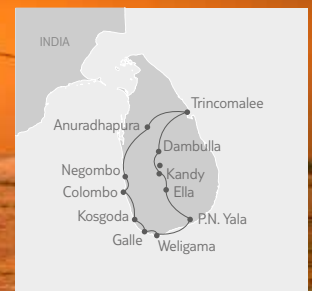 INDIA
Trincomalee
Anuradhapura
Dambulla
Negombo
Kandy
Colombo
Ella
Kosgoda
P.N. Yala
Galle
Weligama